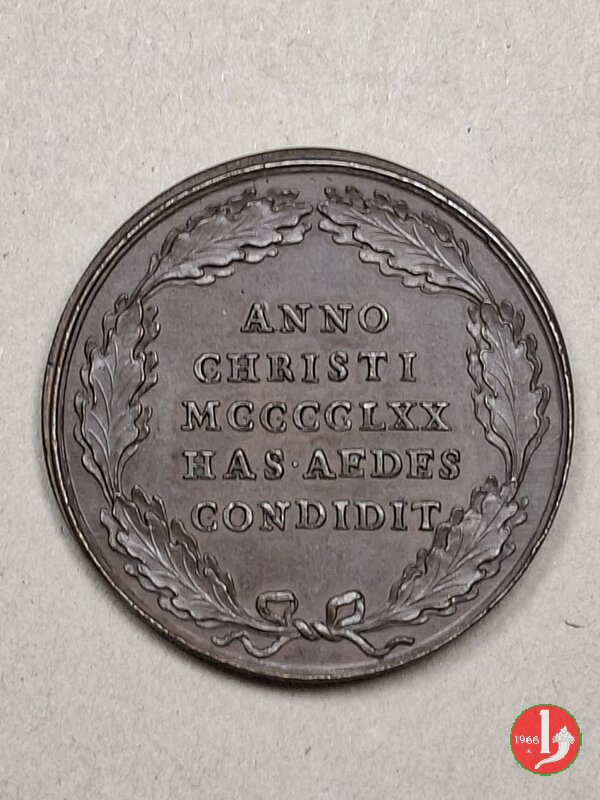 ANNO
CHRISTI
MCCCCLXX
HAS·AEDES
CONDIDIT
1966
R